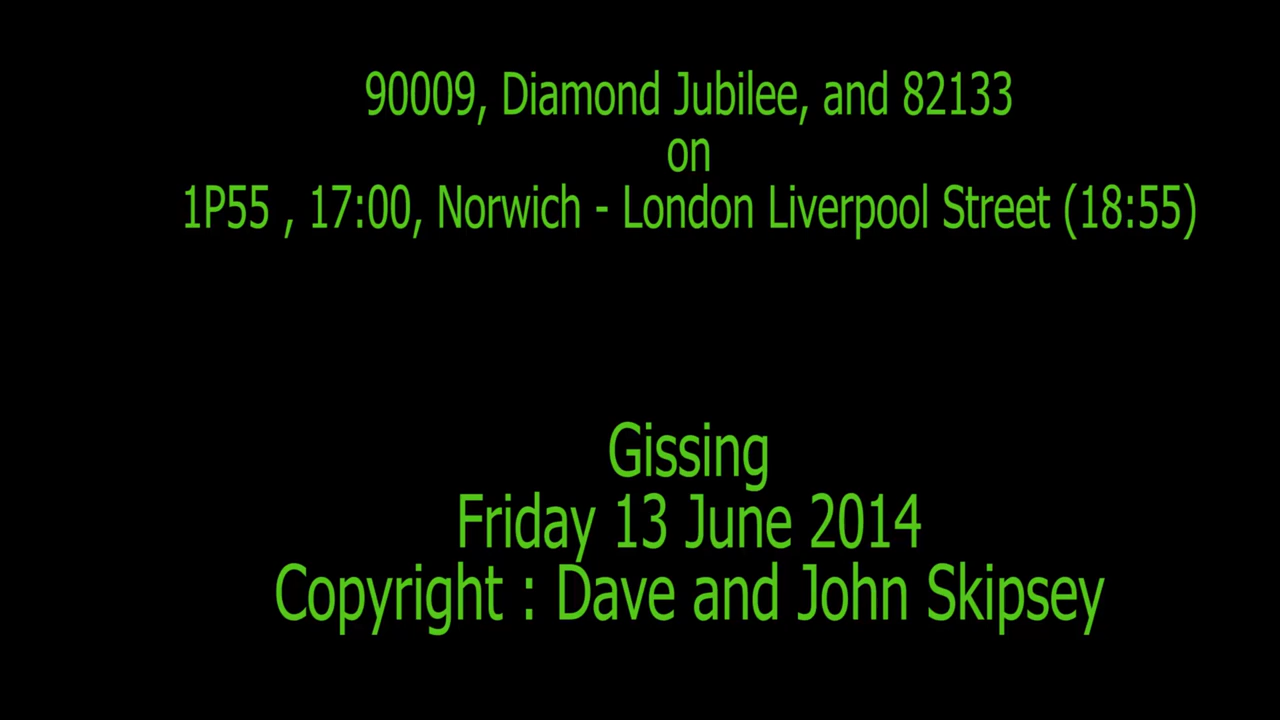 90009, Diamond Jubilee, and 82133
on
1P55 , 17:00, Norwich - London Liverpool Street (18:55)
Gissing
Friday 13 June 2014
Copyright : Dave and John Skipsey